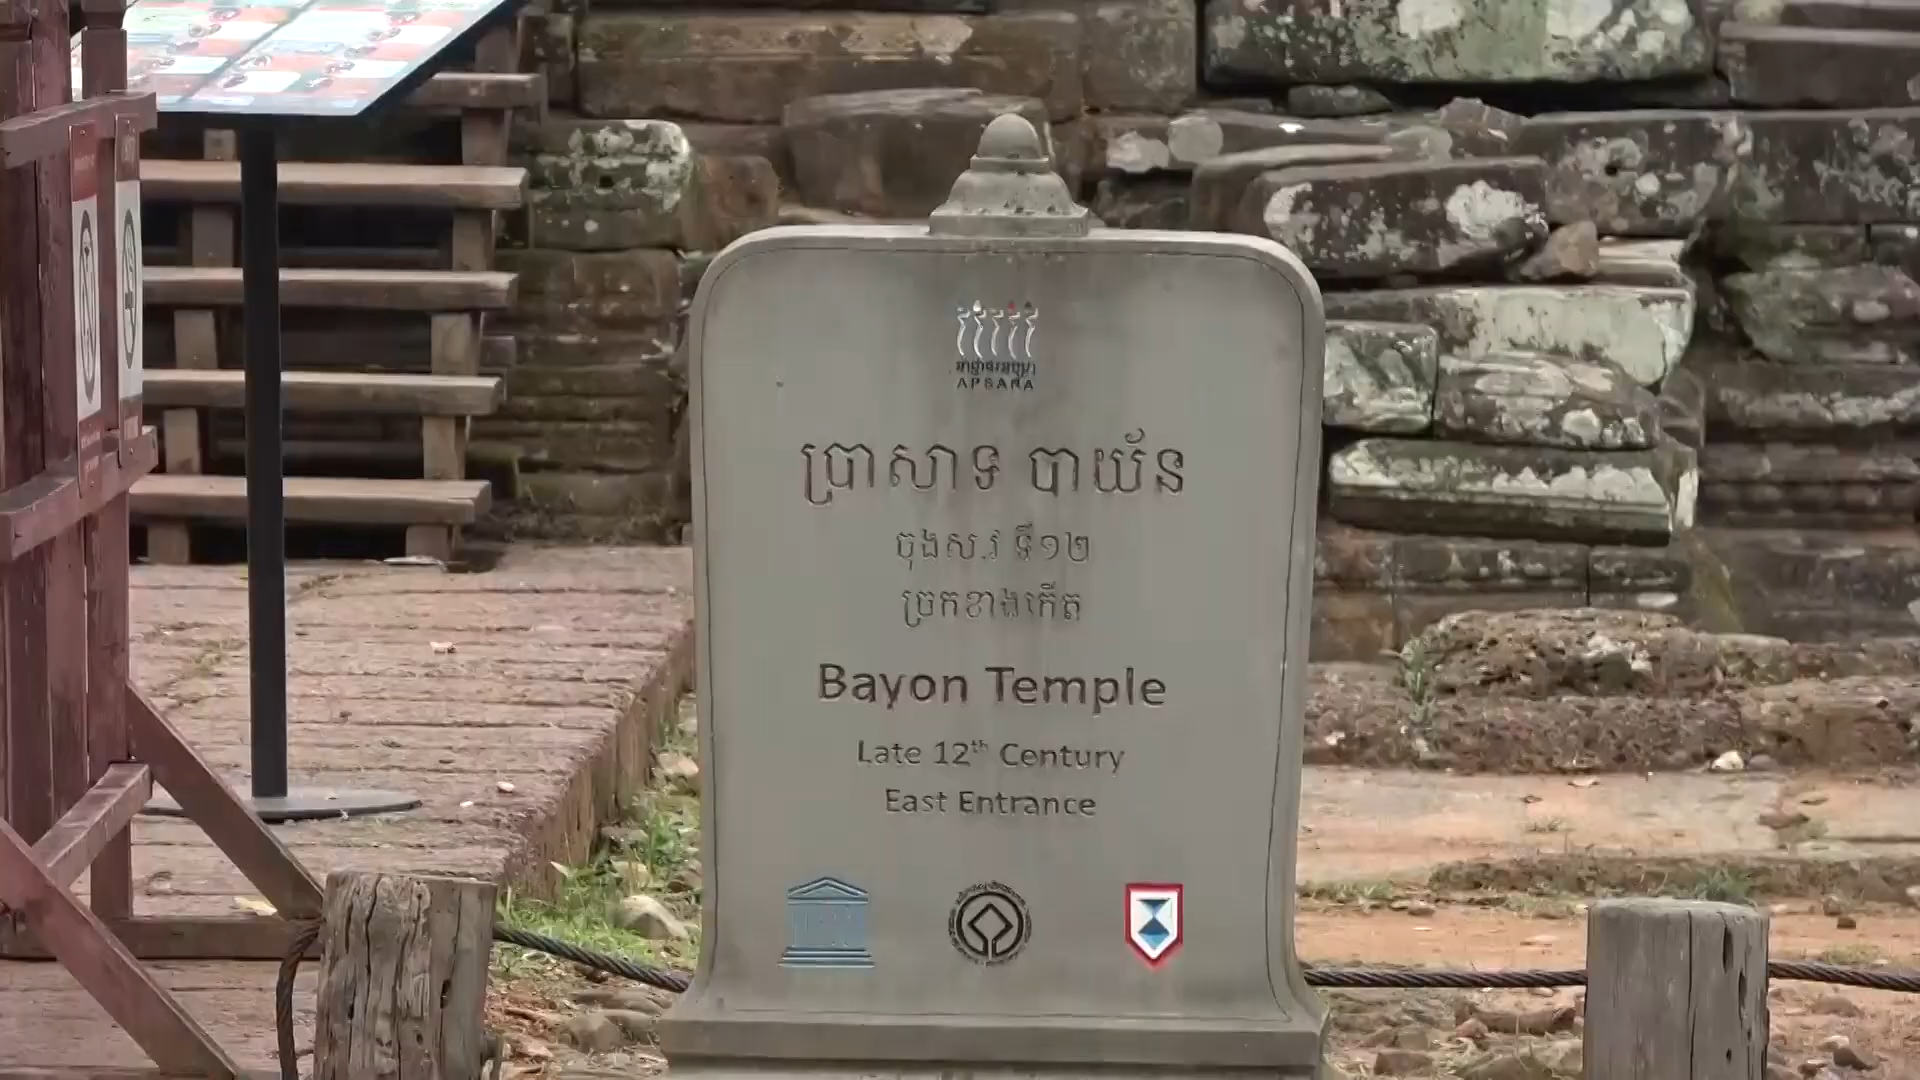 អាជ្ញាធរអប្សរា
APSARA
ប្រាសាទ បាយ័ន
ចុងស.វ ទី១២
ច្រកខាងកើត
Bayon Temple
Late 12th Century
East Entrance